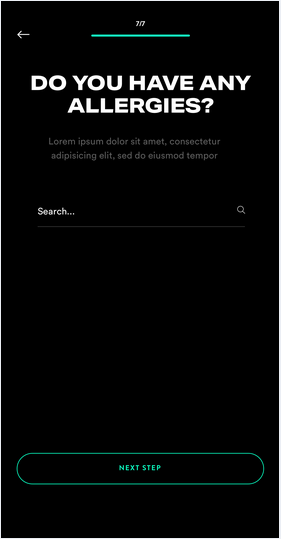 7/7
DO YOU HAVE ANY
ALLERGIES?
Lorem ipsum dolor sit amet, consectetur
adipisicing elit, sed do eiusmod tempor
Search...
NEXT STEP